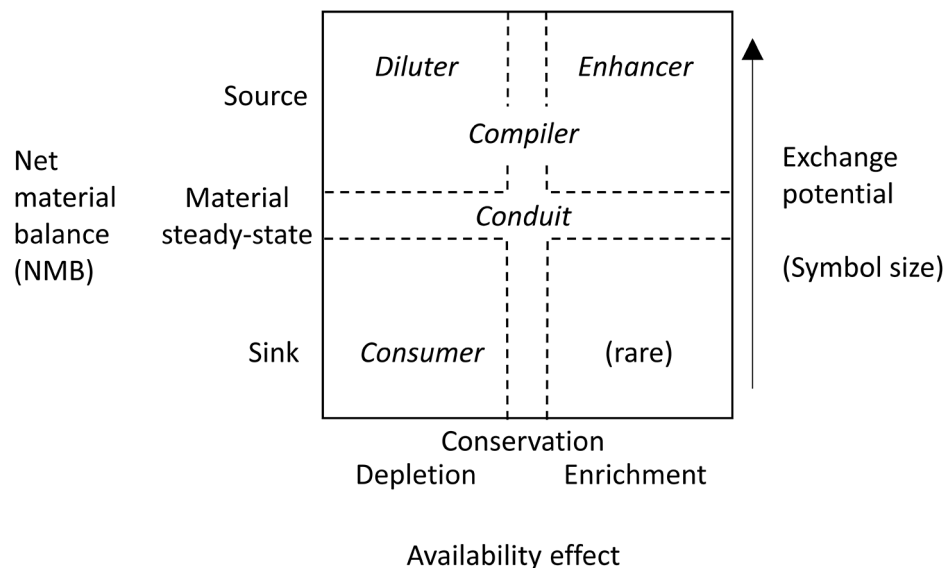 Diluter
Enhancer
Source
Compiler
Net
material
balance
(NMB)
Material
steady-state
Conduit
Exchange
potential
(Symbol size)
Sink
Consumer
(rare)
Conservation
Depletion
Enrichment
Availability effect